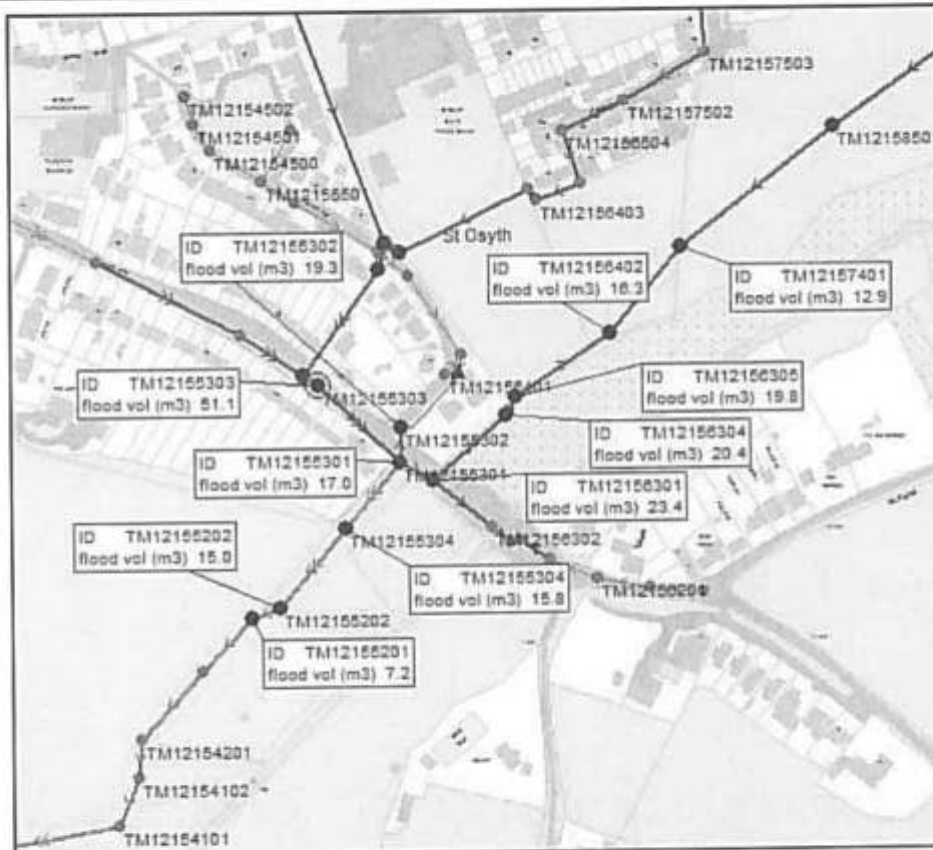 TM12157503
TM12154502
TM12157502
TM12154501
TM12156504
TM1215850
TM12154500
TM1215550
TM12156403
St Osyth
ID TM12155302
flood vol (m3) 19.3
ID TM12156402
flood vol (m3) 16.3
ID TM12157401
flood vol (m3) 12.9
ID TM12155303
flood vol (m3) 51.1
TM12155303
TM12156401
ID TM12156305
flood vol (m3) 19.8
TM12155302
ID TM12156304
flood vol (m3) 20.4
ID TM12155301
flood vol (m3) 17.0
TM12155301
ID TM12156301
flood vol (m3) 23.4
ID TM12155202
flood vol (m3) 15.0
TM12155304
TM12156302
ID TM12155304
flood vol (m3) 15.8
TM12156201
TM12155202
ID TM12155201
flood vol (m3) 7.2
TM12154201
TM12154102
TM12154101